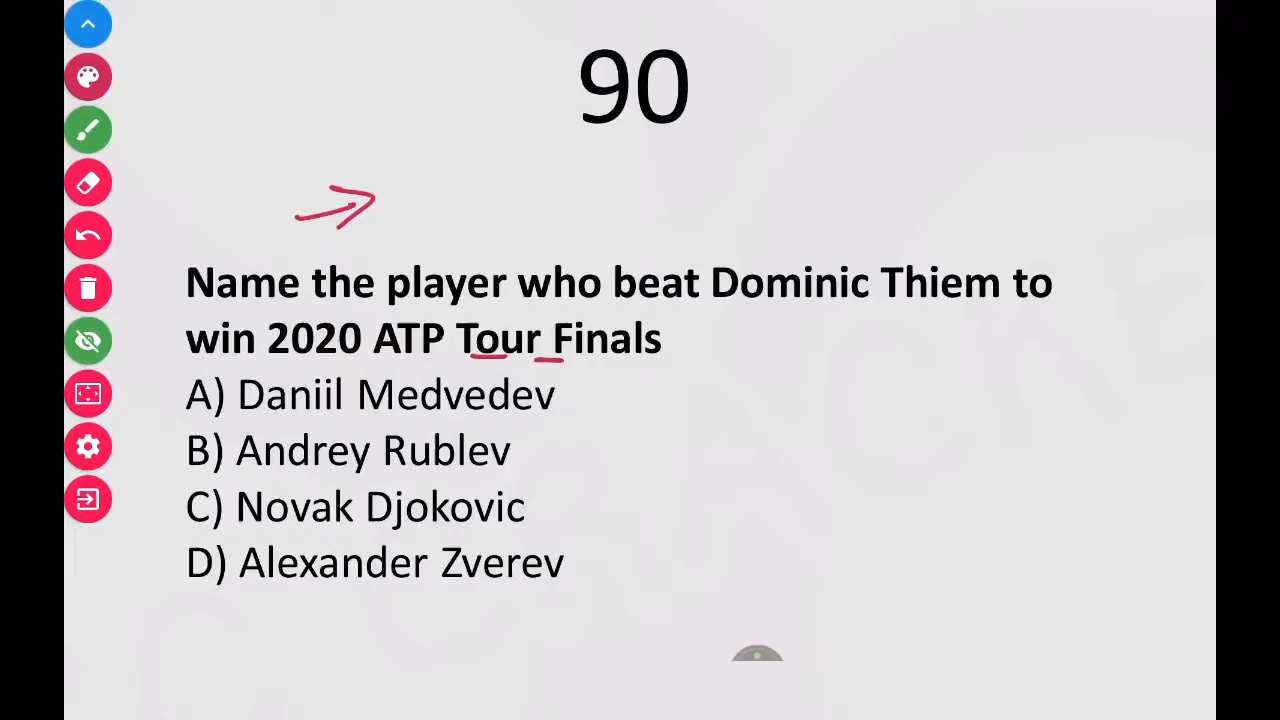 90
Name the player who beat Dominic Thiem to
win 2020 ATP Tour Finals
A) Daniil Medvedev
B) Andrey Rublev
C) Novak Djokovic
D) Alexander Zverev